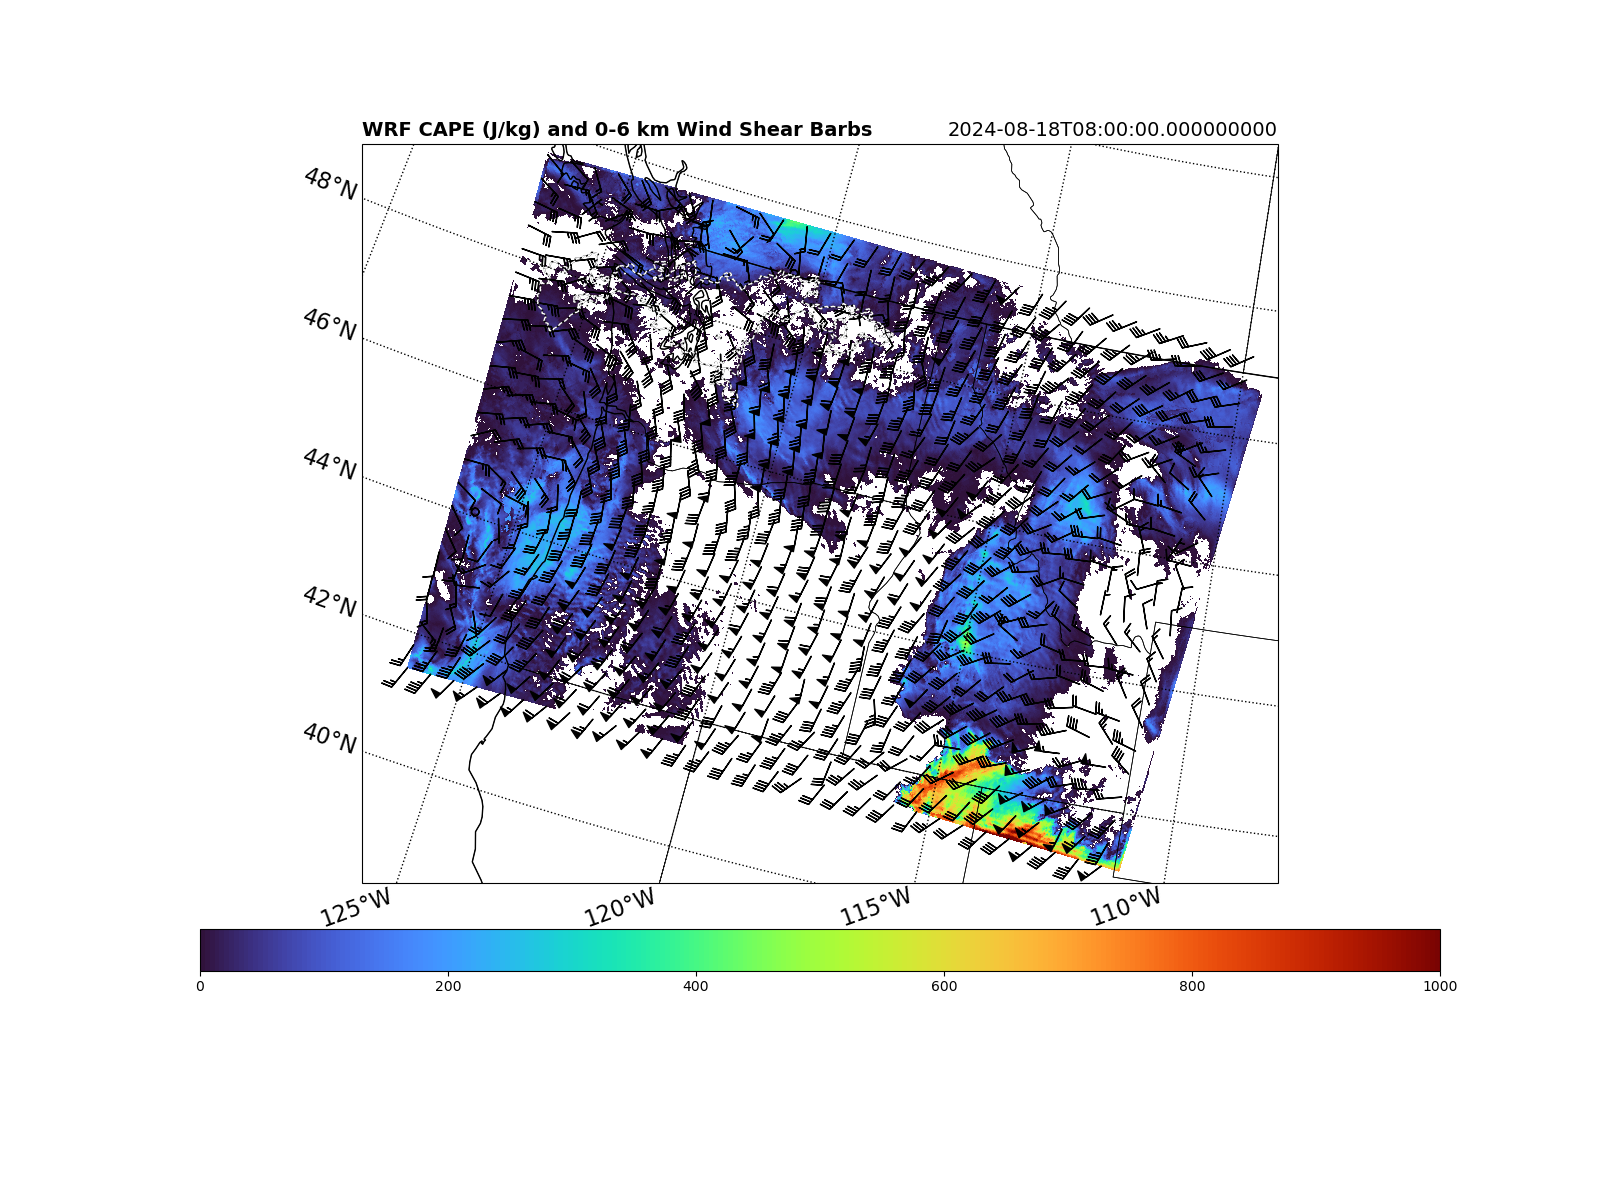 WRF CAPE (J/kg) and 0-6 km Wind Shear Barbs
2024-08-18T08:00:00.000000000
48°N
46°N
44°N
42°N
40°N
125°W
120°W
115°W
110°W
0
200
400
600
800
1000